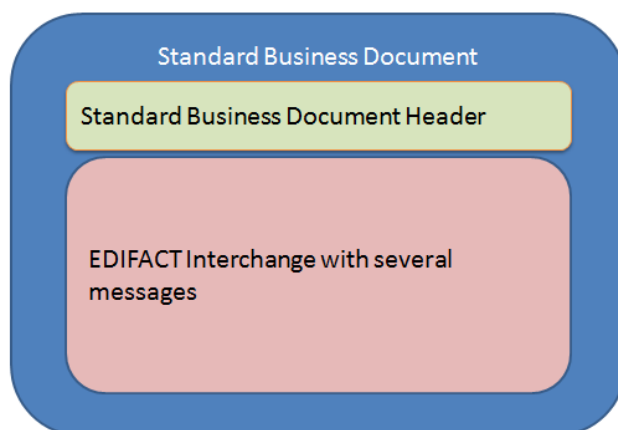 Standard Business Document
Standard Business Document Header
EDIFACT Interchange with several
messages